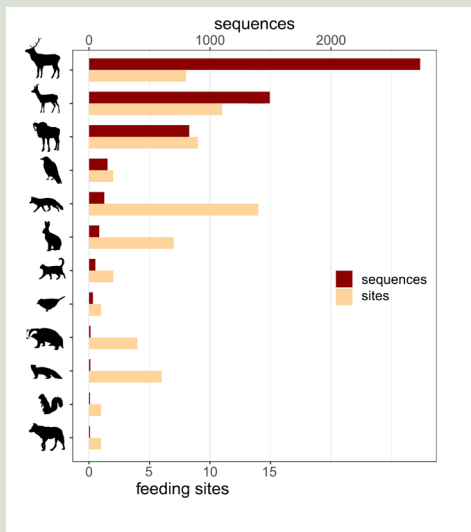 sequences
0 1000 2000
sequences
sites
0 5 10 15
feeding sites